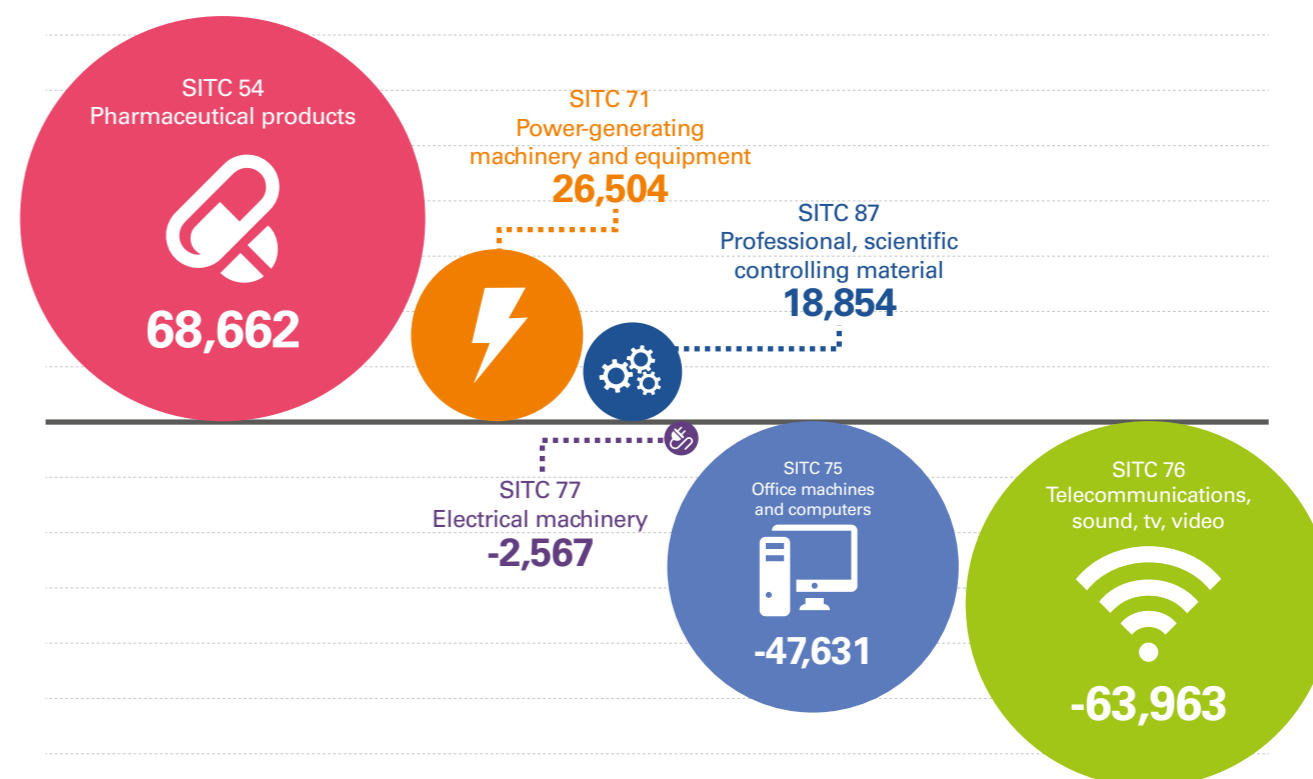 SITC 54
Pharmaceutical products
68,662
SITC 71
Power-generating
machinery and equipment
26,504
SITC 87
Professional, scientific
controlling material
18,854
SITC 77
Electrical machinery
-2,567
SITC 75
Office machines
and computers
-47,631
SITC 76
Telecommunications,
sound, tv, video
-63,963